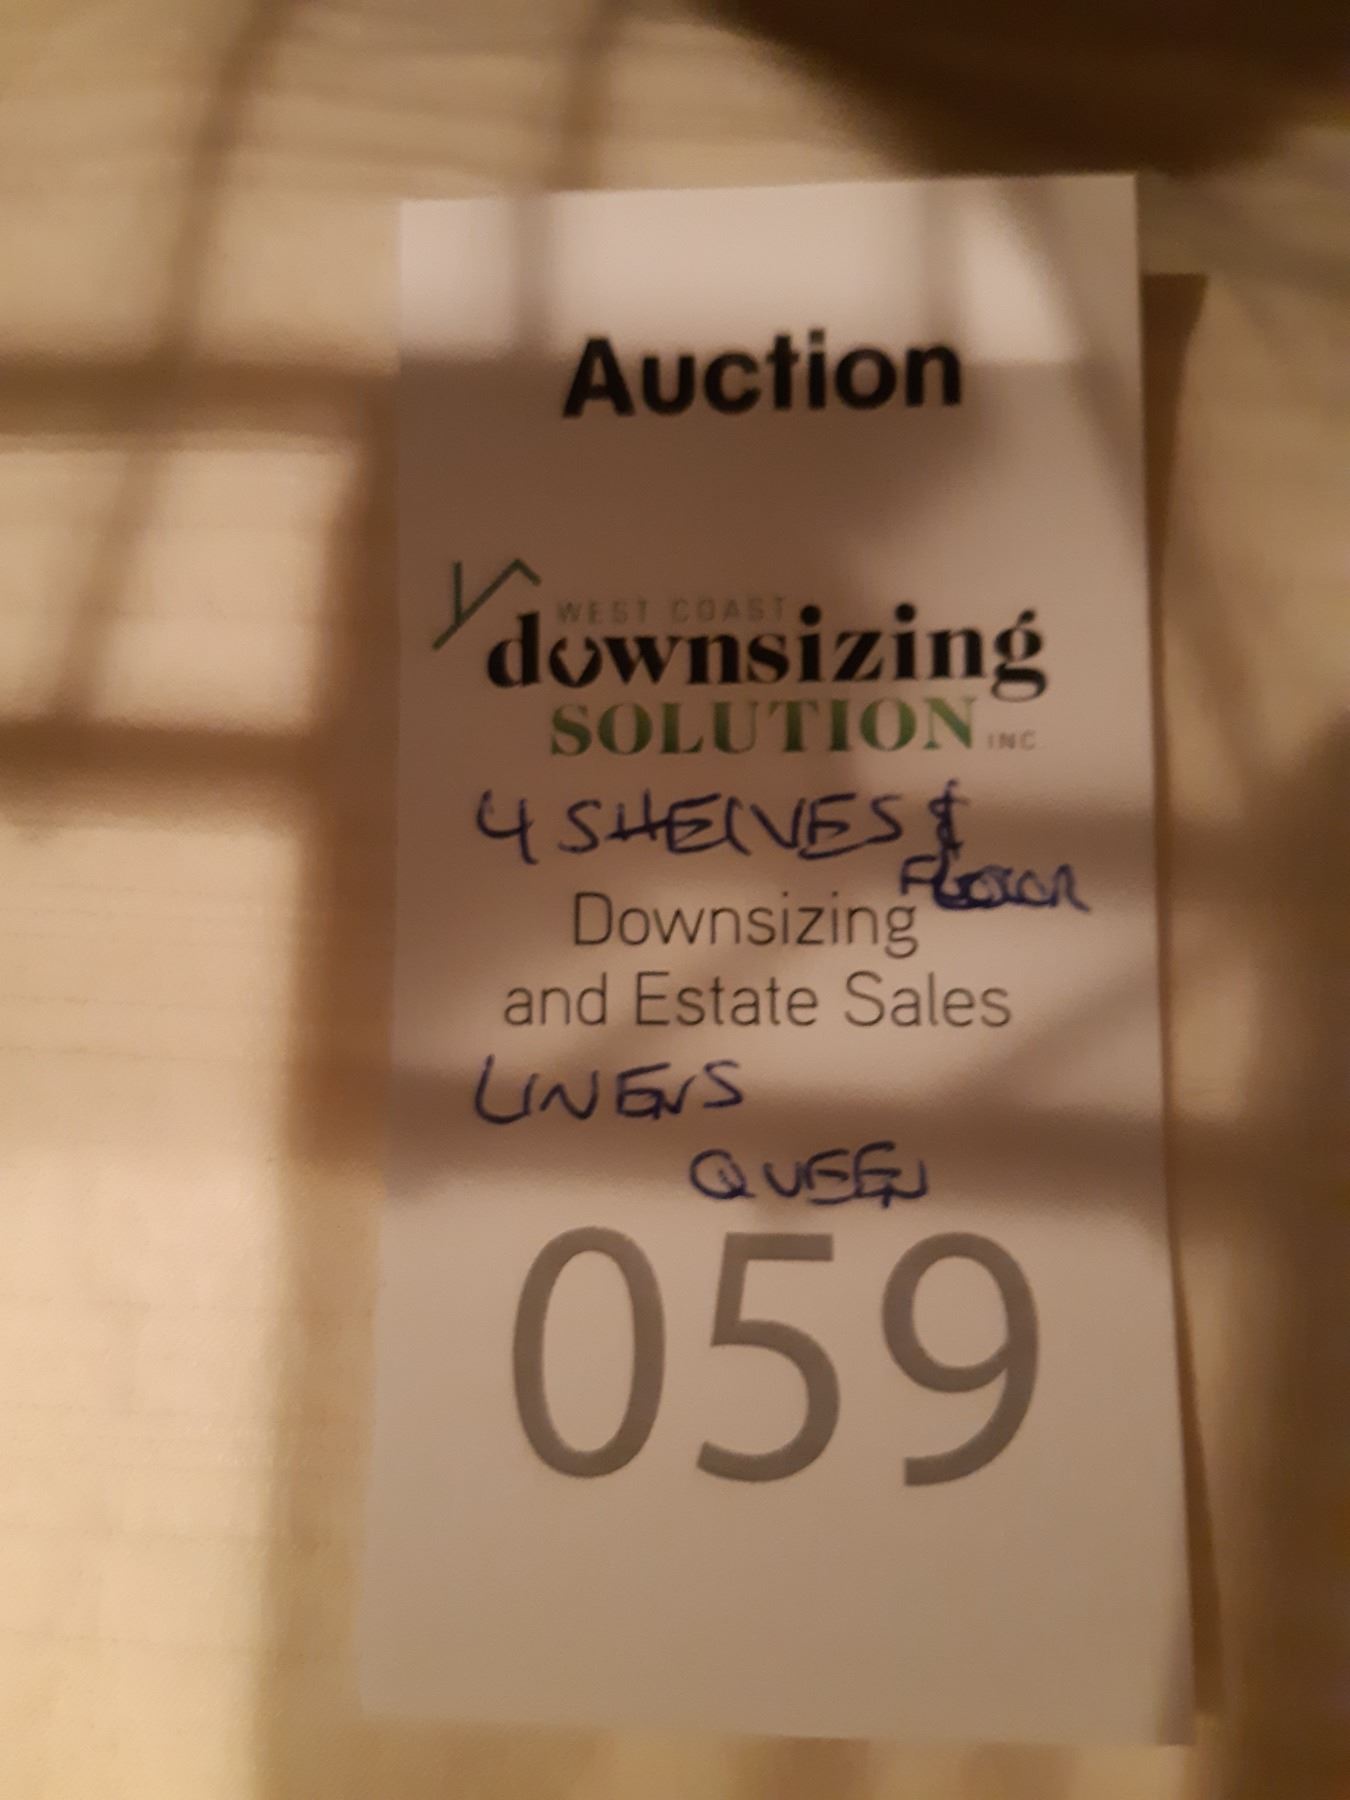 Auction
WEST COAST
downsizing
SOLUTION INC
4 SHELVES &
FLOOR
Downsizing
and Estate Sales
LINENS
QUEEN
059